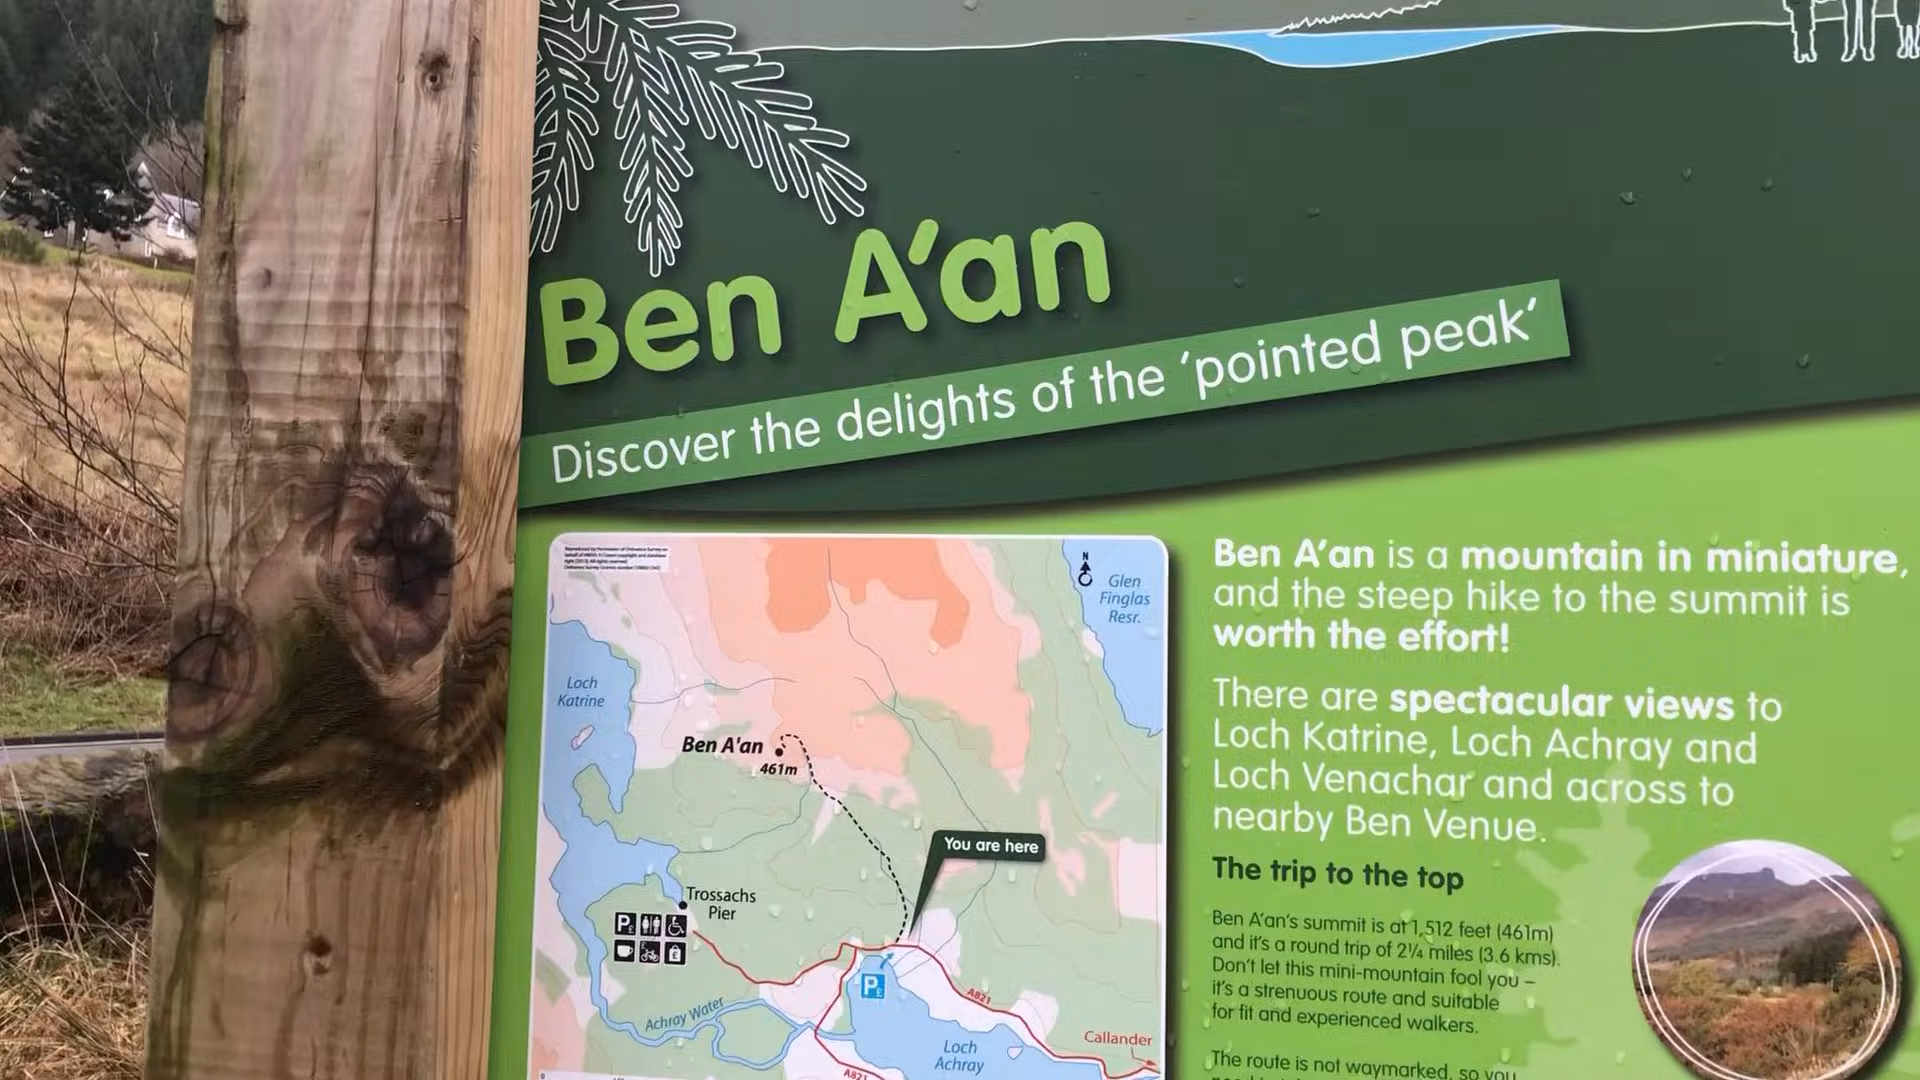 Ben A'an
Discover the delights of the 'pointed peak'
N
Glen
Finglas
Resr.
Loch
Katrine
Ben A'an
461m
You are here
Trossachs
Pier
P£
P£
A821
Achray Water
Loch
Achray
Callander
A821
Ben A'an is a mountain in miniature,
and the steep hike to the summit is
worth the effort!
There are spectacular views to
Loch Katrine, Loch Achray and
Loch Venachar and across to
nearby Ben Venue.
The trip to the top
Ben A'an's summit is at 1,512 feet (461m)
and it's a round trip of 2¼ miles (3.6 kms).
Don't let this mini-mountain fool you –
it's a strenuous route and suitable
for fit and experienced walkers.
The route is not waymarked, so you